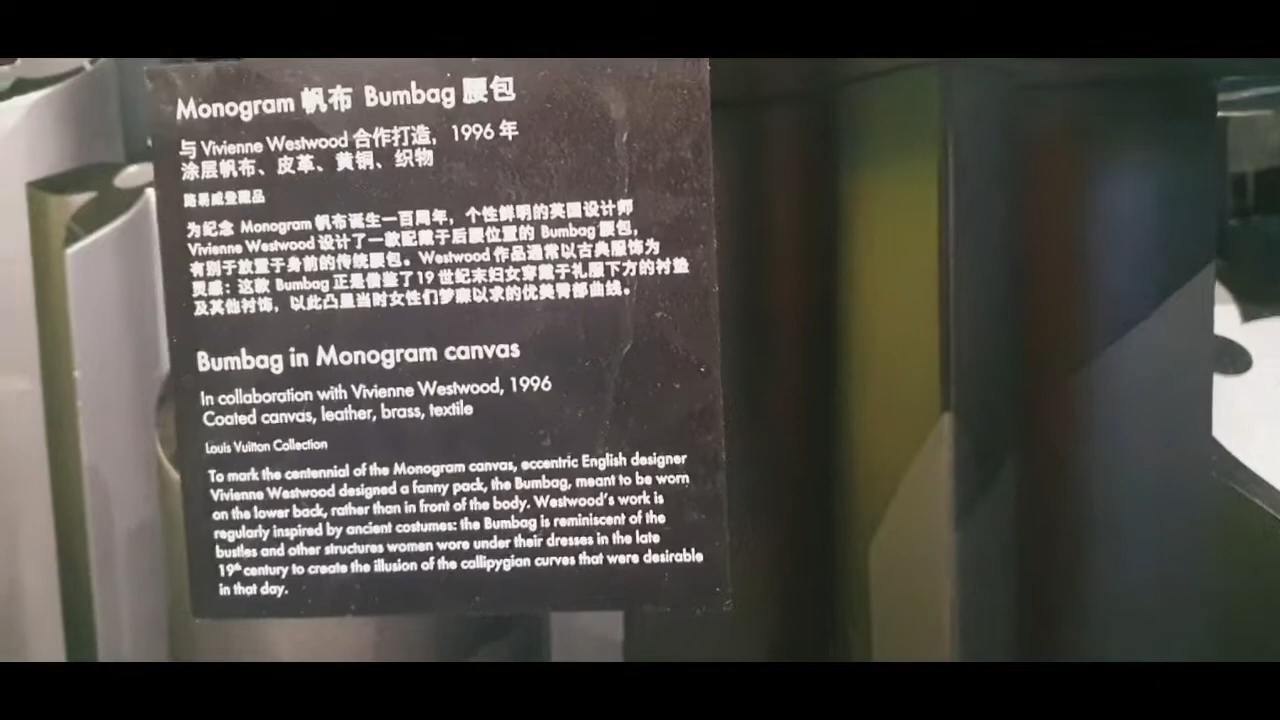 Monogram 帆布 Bumbag 腰包
与 Vivienne Westwood 合作打造，1996 年
涂层帆布、皮革、黄铜、织物
路易威登藏品
为纪念 Monogram 帆布诞生一百周年，个性鲜明的英国设计师
Vivienne Westwood 设计了一款配戴于后腰位置的 Bumbag 腰包，
有别于放置于身前的传统腰包。Westwood 作品通常以古典服饰为
灵感：这款 Bumbag 正是借鉴了19 世纪末妇女穿戴于礼服下方的衬垫
及其他衬饰，以此凸显当时女性们梦寐以求的优美臀部曲线。
Bumbag in Monogram canvas
In collaboration with Vivienne Westwood, 1996
Coated canvas, leather, brass, textile
Louis Vuitton Collection
To mark the centennial of the Monogram canvas, eccentric English designer
Vivienne Westwood designed a fanny pack, the Bumbag, meant to be worn
on the lower back, rather than in front of the body. Westwood's work is
regularly inspired by ancient costumes: the Bumbag is reminiscent of the
bustles and other structures women wore under their dresses in the late
19th century to create the illusion of the callipygian curves that were desirable
in that day.